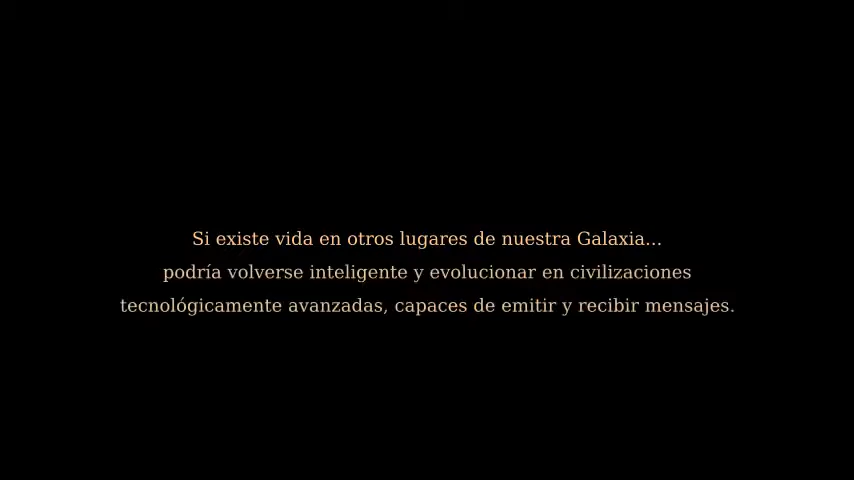 Si existe vida en otros lugares de nuestra Galaxia...
podría volverse inteligente y evolucionar en civilizaciones
tecnológicamente avanzadas, capaces de emitir y recibir mensajes.